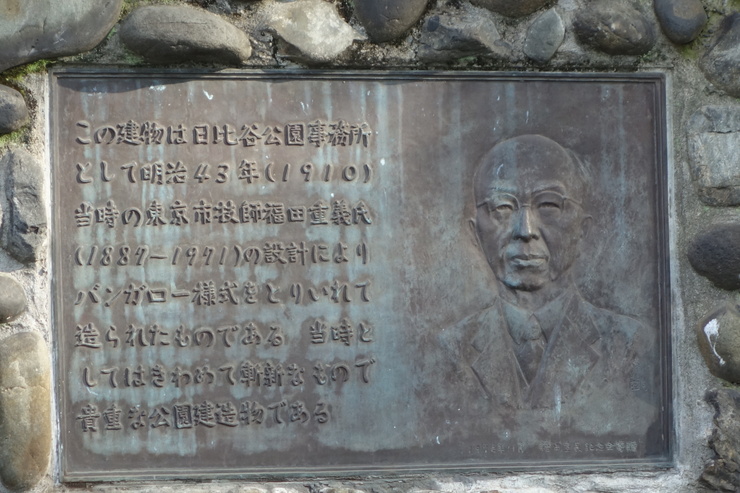 この建物は日比谷公園事務所
として明治43年(1910)
当時の東京市技師福田重義氏
(1887-1971)の設計により
バンガロー様式をとりいれて
造られたものである 当時と
してはきわめて斬新なもので
貴重な公園建造物である